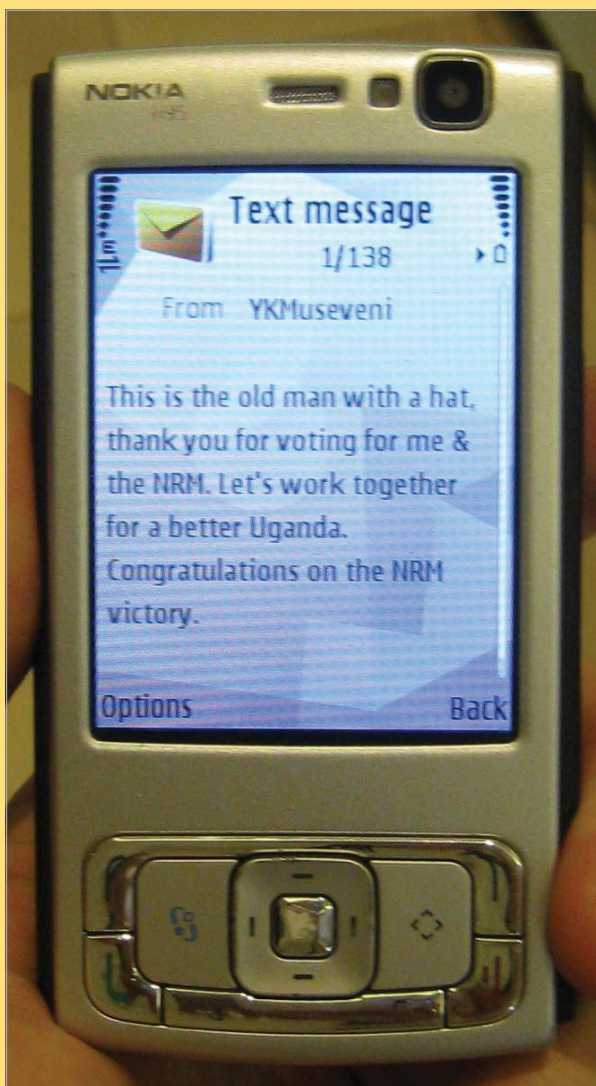 NOKIA
N95
Text message
1/138
From YKMuseveni
This is the old man with a hat,
thank you for voting for me &
the NRM. Let's work together
for a better Uganda.
Congratulations on the NRM
victory.
Options
Back